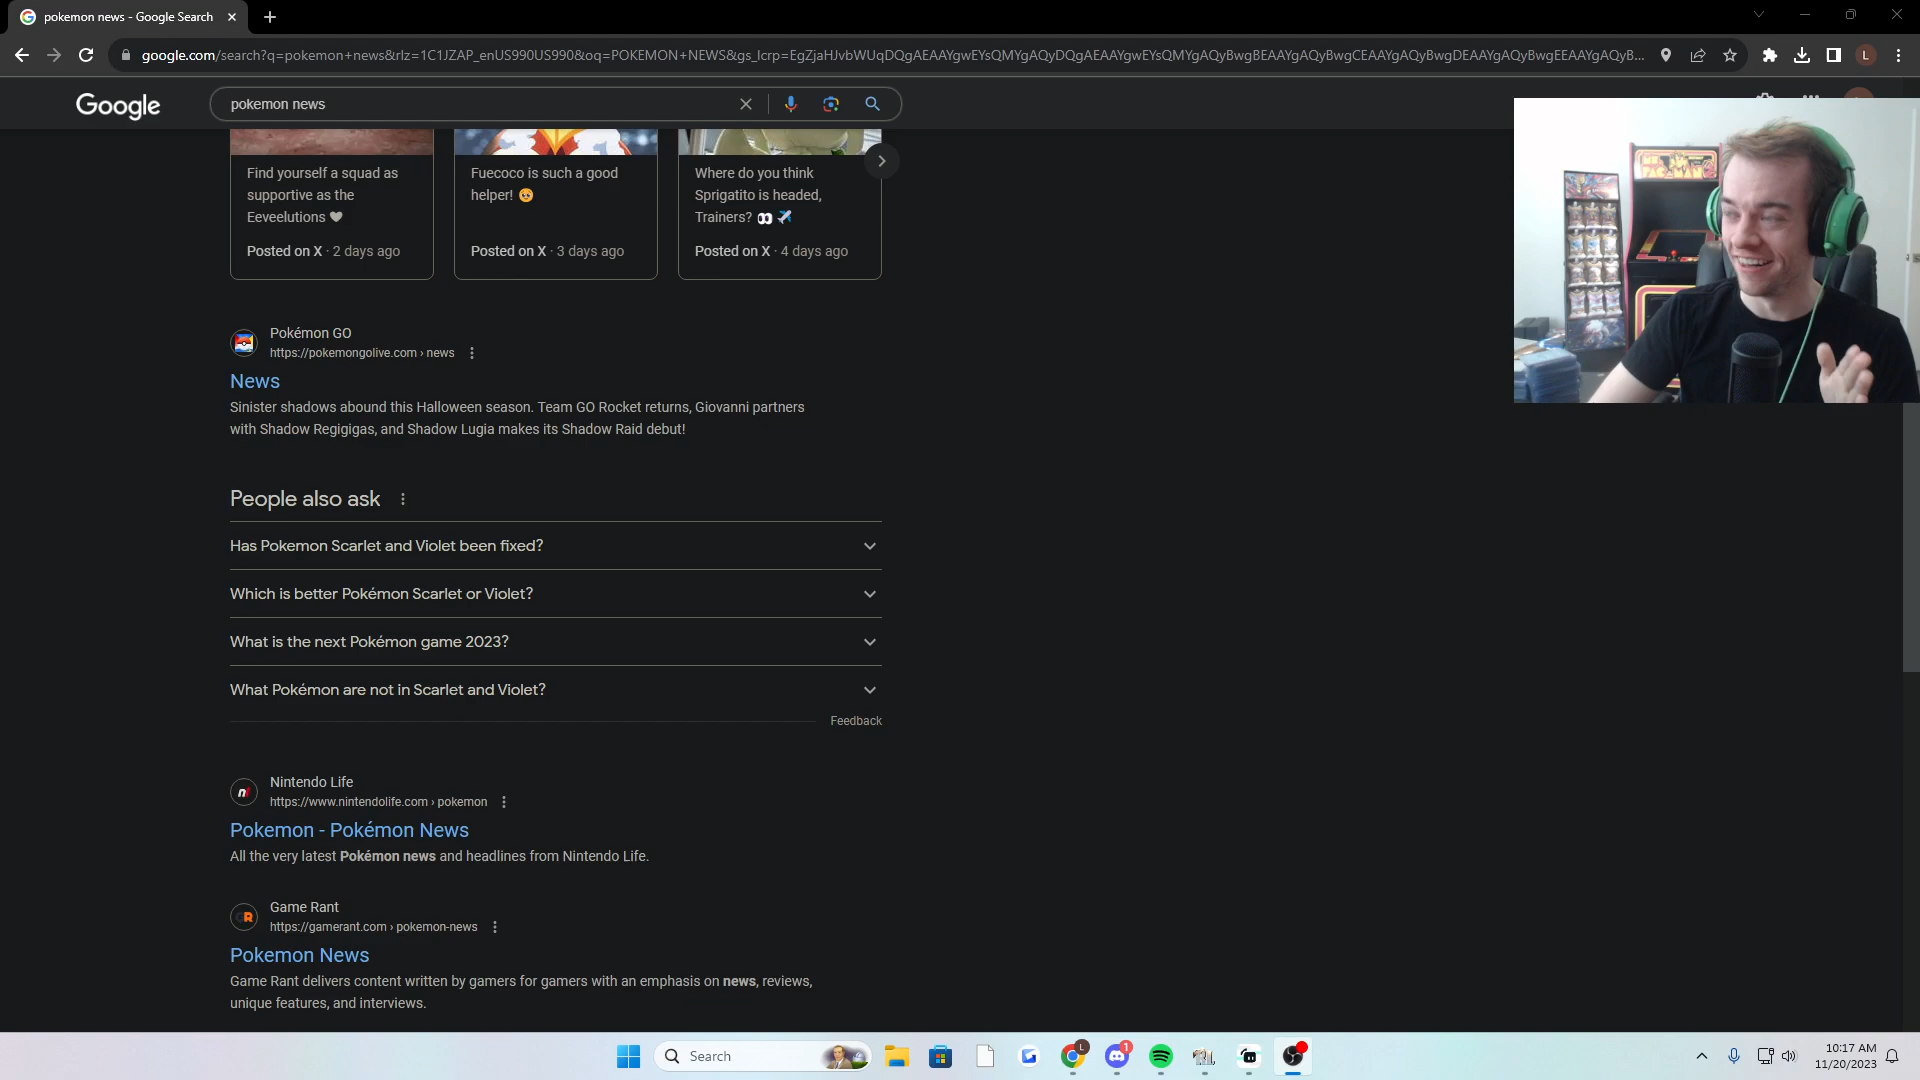 pokemon news - Google Search
google.com/search?q=pokemon+news&rlz=1C1JZAP_enUS990US990&oq=POKEMON+NEWS&gs_lcrp=EgZjaHJvbWUqDQgAEAAYgwEYsQMYgAQyDQgAEAAYgwEYsQMYgAQyBwgBEAAYgAQyBwgCEAAYgAQyBwgDEAAYgAQyBwgEEAAYgAQyB...
L
Google
pokemon news
Find yourself a squad as
supportive as the
Eeveelutions 🖤
Posted on X · 2 days ago
Fuecoco is such a good
helper! 🥹
Posted on X · 3 days ago
Where do you think
Sprigatito is headed,
Trainers? 👀 ✈️
Posted on X · 4 days ago
Pokémon GO
https://pokemongolive.com › news
News
Sinister shadows abound this Halloween season. Team GO Rocket returns, Giovanni partners
with Shadow Regigigas, and Shadow Lugia makes its Shadow Raid debut!
People also ask
Has Pokemon Scarlet and Violet been fixed?
Which is better Pokémon Scarlet or Violet?
What is the next Pokémon game 2023?
What Pokémon are not in Scarlet and Violet?
Feedback
Nintendo Life
https://www.nintendolife.com › pokemon
Pokemon - Pokémon News
All the very latest Pokémon news and headlines from Nintendo Life.
Game Rant
https://gamerant.com › pokemon-news
Pokemon News
Game Rant delivers content written by gamers for gamers with an emphasis on news, reviews,
unique features, and interviews.
Search
L
1
10:17 AM
11/20/2023